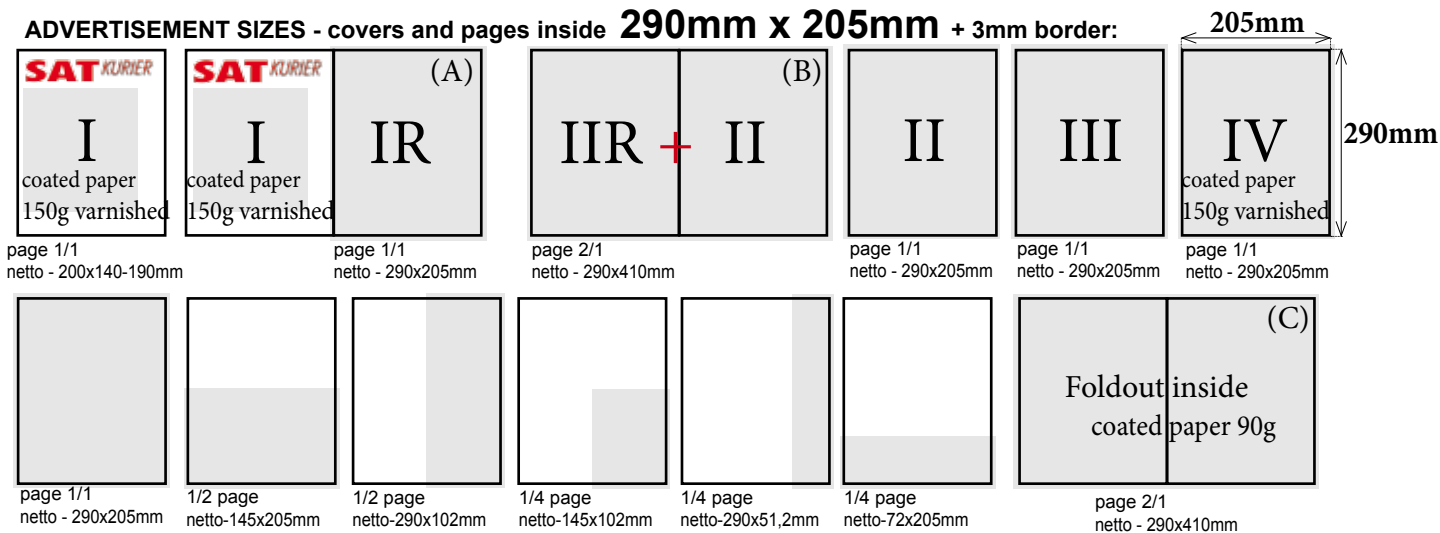 ADVERTISEMENT SIZES - covers and pages inside 290mm x 205mm + 3mm border:
205mm
290mm
SAT KURIER
I
coated paper
150g varnished
page 1/1
netto - 200x140-190mm
SAT KURIER
I
coated paper
150g varnished
(A)
IR
page 1/1
netto - 290x205mm
(B)
IIR + II
page 2/1
netto - 290x410mm
II
page 1/1
netto - 290x205mm
III
page 1/1
netto - 290x205mm
IV
coated paper
150g varnished
page 1/1
netto - 290x205mm
page 1/1
netto - 290x205mm
1/2 page
netto-145x205mm
1/2 page
netto-290x102mm
1/4 page
netto-145x102mm
1/4 page
netto-290x51,2mm
1/4 page
netto-72x205mm
(C)
Foldout inside
coated paper 90g
page 2/1
netto - 290x410mm